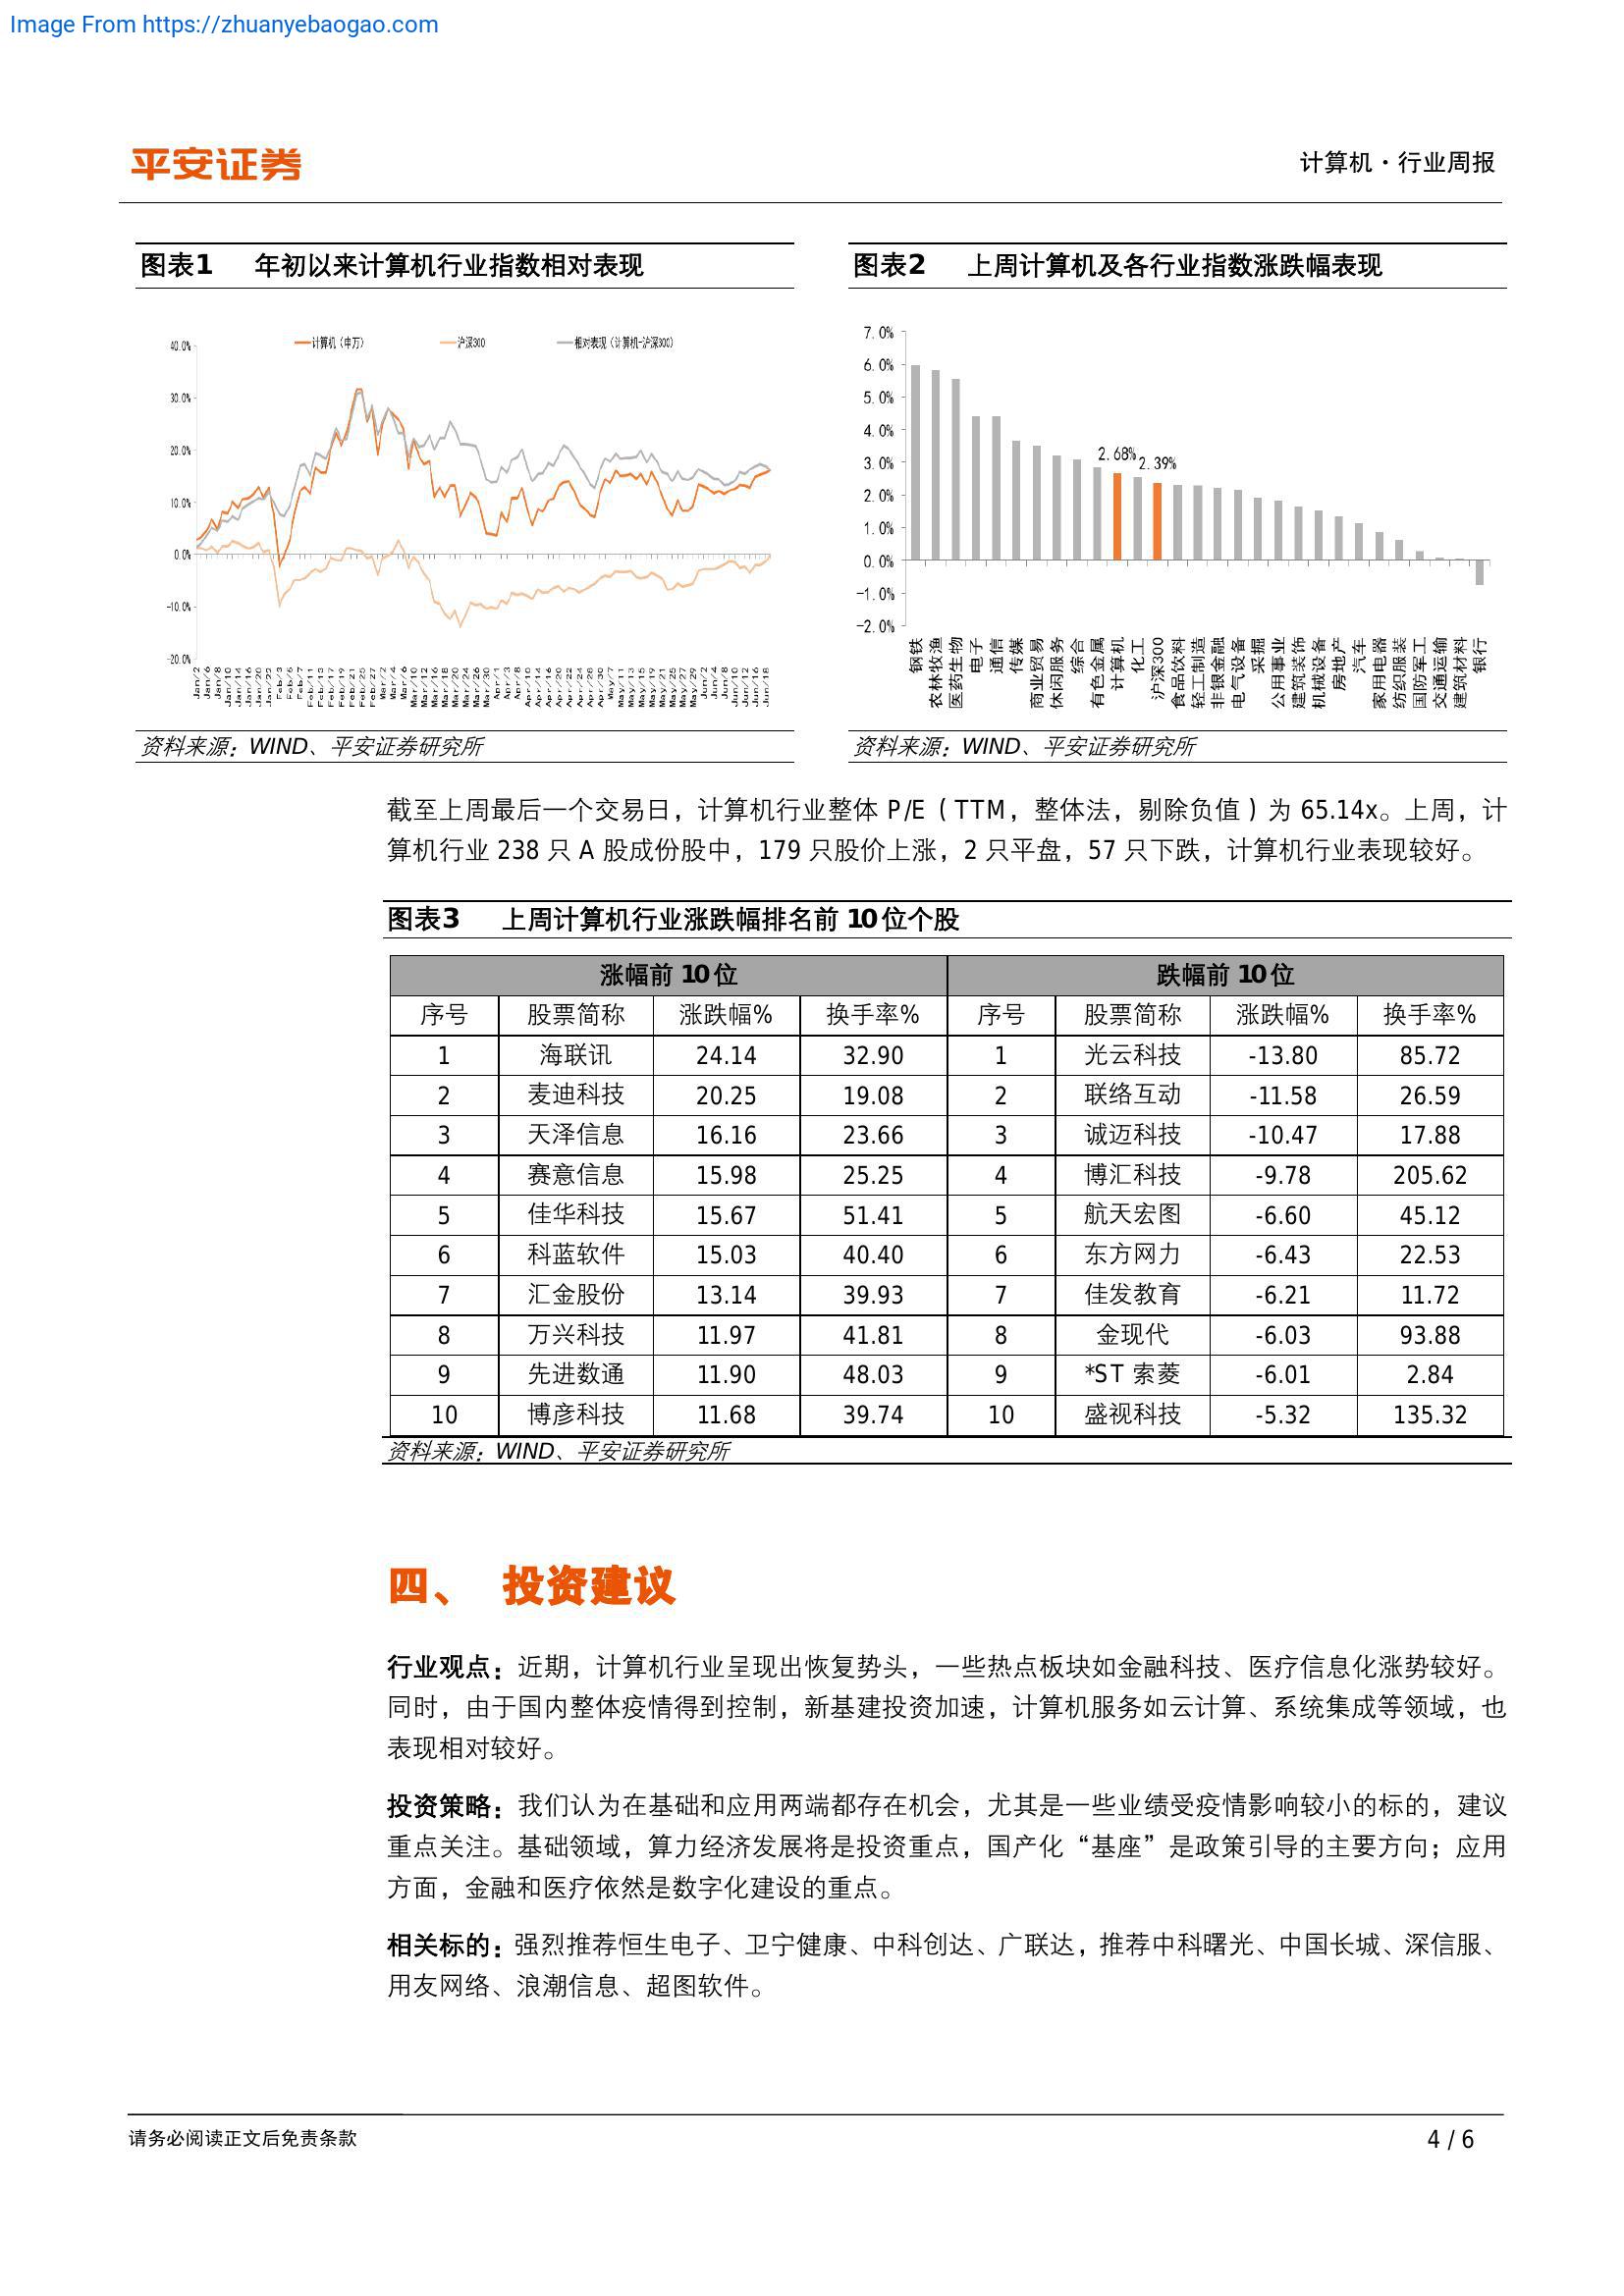 Image From https://zhuanyebaogao.com
平安证券
计算机·行业周报
图表1 年初以来计算机行业指数相对表现
图表2 上周计算机及各行业指数涨跌幅表现
计算机（申万） 沪深300 相对表现（计算机-沪深300）
40.0%
30.0%
20.0%
10.0%
0.0%
-10.0%
-20.0%
Jan/2 Jan/6 Jan/8 Jan/10 Jan/14 Jan/16 Jan/20 Jan/22 Feb/3 Feb/5 Feb/7 Feb/11 Feb/13 Feb/17 Feb/19 Feb/21 Feb/25 Feb/27 Mar/2 Mar/4 Mar/6 Mar/10 Mar/12 Mar/16 Mar/18 Mar/20 Mar/24 Mar/26 Mar/30 Apr/1 Apr/3 Apr/8 Apr/10 Apr/14 Apr/16 Apr/20 Apr/22 Apr/24 Apr/28 Apr/30 May/7 May/11 May/13 May/15 May/19 May/21 May/25 May/27 May/29 Jun/2 Jun/4 Jun/8 Jun/10 Jun/12 Jun/16 Jun/18
7.0%
6.0%
5.0%
4.0%
3.0%
2.0%
1.0%
0.0%
-1.0%
-2.0%
2.68% 2.39%
钢铁 农林牧渔 医药生物 电子 通信 传媒 商业贸易 休闲服务 综合 有色金属 计算机 化工 沪深300 食品饮料 轻工制造 非银金融 电气设备 采掘 公用事业 建筑装饰 机械设备 房地产 汽车 家用电器 纺织服装 国防军工 交通运输 建筑材料 银行
资料来源：WIND、平安证券研究所
资料来源：WIND、平安证券研究所
截至上周最后一个交易日，计算机行业整体 P/E（TTM，整体法，剔除负值）为 65.14x。上周，计
算机行业 238 只 A 股成份股中，179 只股价上涨，2 只平盘，57 只下跌，计算机行业表现较好。
图表3 上周计算机行业涨跌幅排名前 10 位个股
涨幅前 10 位 跌幅前 10 位
序号 股票简称 涨跌幅% 换手率% 序号 股票简称 涨跌幅% 换手率%
1 海联讯 24.14 32.90 1 光云科技 -13.80 85.72
2 麦迪科技 20.25 19.08 2 联络互动 -11.58 26.59
3 天泽信息 16.16 23.66 3 诚迈科技 -10.47 17.88
4 赛意信息 15.98 25.25 4 博汇科技 -9.78 205.62
5 佳华科技 15.67 51.41 5 航天宏图 -6.60 45.12
6 科蓝软件 15.03 40.40 6 东方网力 -6.43 22.53
7 汇金股份 13.14 39.93 7 佳发教育 -6.21 11.72
8 万兴科技 11.97 41.81 8 金现代 -6.03 93.88
9 先进数通 11.90 48.03 9 *ST 索菱 -6.01 2.84
10 博彦科技 11.68 39.74 10 盛视科技 -5.32 135.32
资料来源：WIND、平安证券研究所
四、 投资建议
行业观点：近期，计算机行业呈现出恢复势头，一些热点板块如金融科技、医疗信息化涨势较好。
同时，由于国内整体疫情得到控制，新基建投资加速，计算机服务如云计算、系统集成等领域，也
表现相对较好。
投资策略：我们认为在基础和应用两端都存在机会，尤其是一些业绩受疫情影响较小的标的，建议
重点关注。基础领域，算力经济发展将是投资重点，国产化“基座”是政策引导的主要方向；应用
方面，金融和医疗依然是数字化建设的重点。
相关标的：强烈推荐恒生电子、卫宁健康、中科创达、广联达，推荐中科曙光、中国长城、深信服、
用友网络、浪潮信息、超图软件。
请务必阅读正文后免责条款
4 / 6